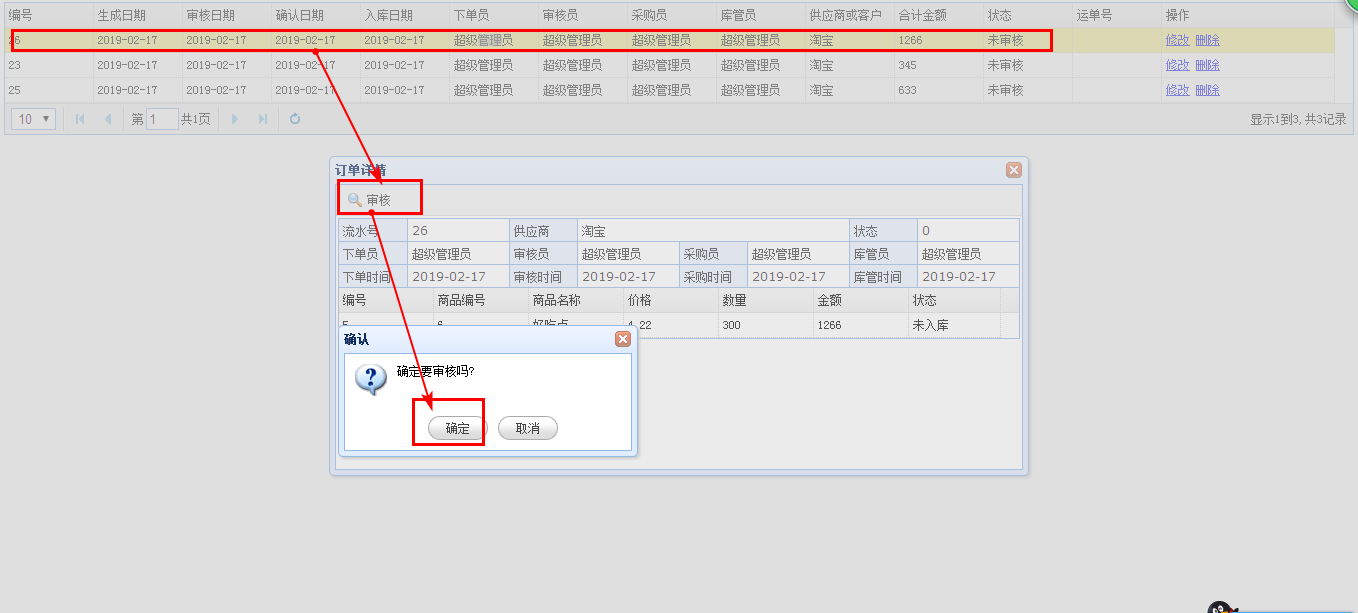 编号 生成日期 审核日期 确认日期 入库日期 下单员 审核员 采购员 库管员 供应商或客户 合计金额 状态 运单号 操作
26 2019-02-17 2019-02-17 2019-02-17 2019-02-17 超级管理员 超级管理员 超级管理员 超级管理员 淘宝 1266 未审核 修改 删除
23 2019-02-17 2019-02-17 2019-02-17 2019-02-17 超级管理员 超级管理员 超级管理员 超级管理员 淘宝 345 未审核 修改 删除
25 2019-02-17 2019-02-17 2019-02-17 2019-02-17 超级管理员 超级管理员 超级管理员 超级管理员 淘宝 633 未审核 修改 删除
10 第 1 共1页 显示1到3, 共3记录
订单详情
审核
流水号 26 供应商 淘宝 状态 0
下单员 超级管理员 审核员 超级管理员 采购员 超级管理员 库管员 超级管理员
下单时间 2019-02-17 审核时间 2019-02-17 采购时间 2019-02-17 库管时间 2019-02-17
编号 商品编号 商品名称 价格 数量 金额 状态
5 6 好吃点 4.22 300 1266 未入库
确认
确定要审核吗?
确定 取消